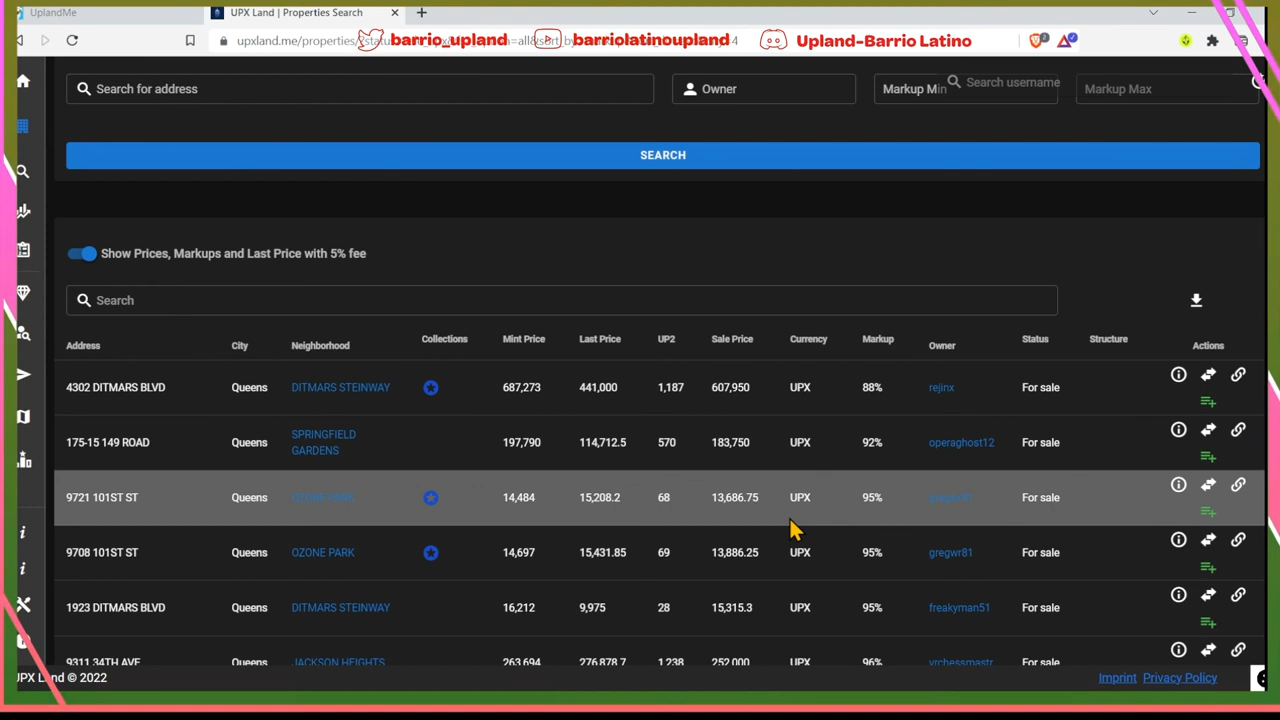 UplandMe
UPX Land | Properties Search
barrio_upland
barriolatinoupland
Upland-Barrio Latino
Search for address
Owner
Markup Min
Search username
Markup Max
SEARCH
Show Prices, Markups and Last Price with 5% fee
Search
Address City Neighborhood Collections Mint Price Last Price UP2 Sale Price Currency Markup Owner Status Structure Actions
4302 DITMARS BLVD Queens DITMARS STEINWAY 687,273 441,000 1,187 607,950 UPX 88% rejinx For sale
175-15 149 ROAD Queens SPRINGFIELD GARDENS 197,790 114,712.5 570 183,750 UPX 92% operaghost12 For sale
9721 101ST ST Queens OZONE PARK 14,484 15,208.2 68 13,686.75 UPX 95% gregwr81 For sale
9708 101ST ST Queens OZONE PARK 14,697 15,431.85 69 13,886.25 UPX 95% gregwr81 For sale
1923 DITMARS BLVD Queens DITMARS STEINWAY 16,212 9,975 28 15,315.3 UPX 95% freakyman51 For sale
9311 34TH AVE Queens JACKSON HEIGHTS 263,694 276,878.7 1,238 252,000 UPX 96% vrchessmastr For sale
UPX Land © 2022
Imprint Privacy Policy